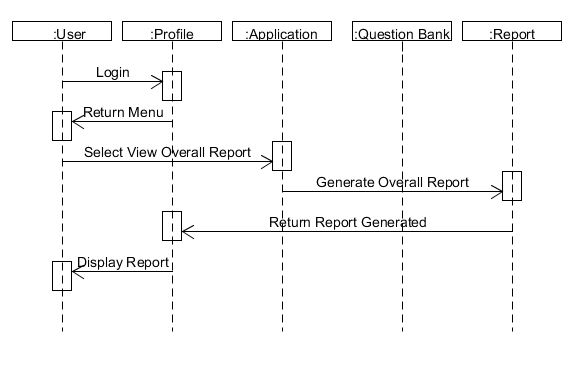 :User
:Profile
:Application
:Question Bank
:Report
Login
Return Menu
Select View Overall Report
Generate Overall Report
Return Report Generated
Display Report